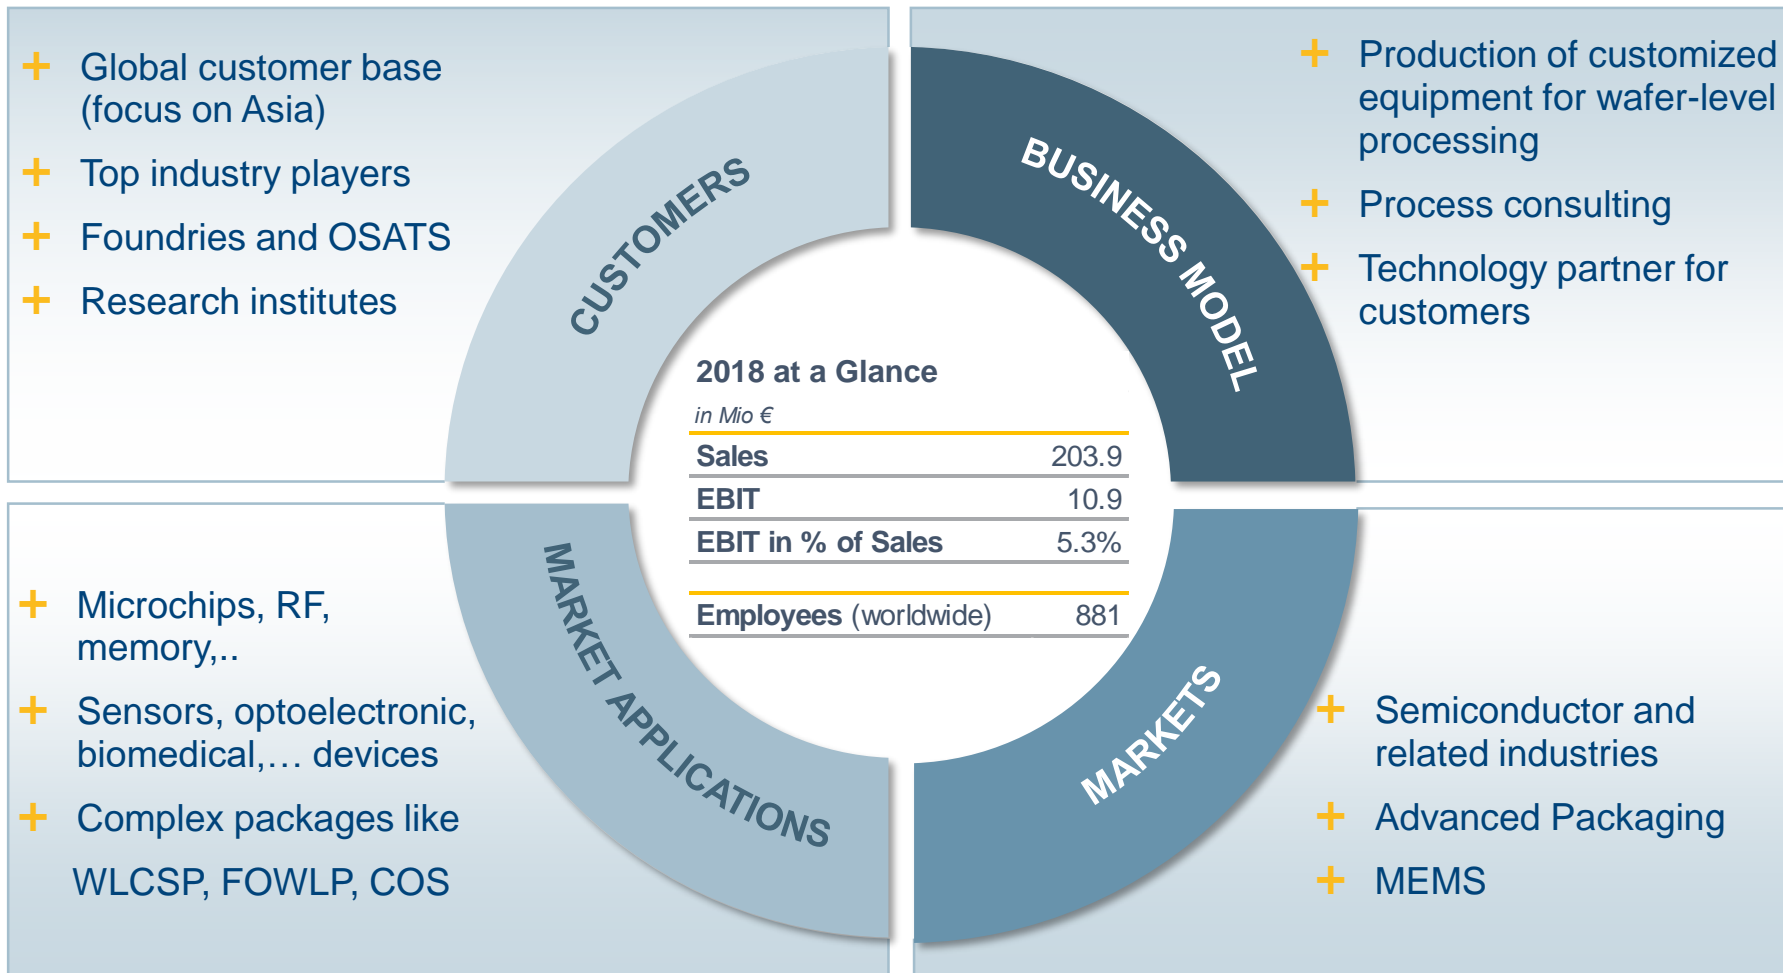 Global customer base
(focus on Asia)
Top industry players
Foundries and OSATS
Research institutes
CUSTOMERS
BUSINESS MODEL
Production of customized
equipment for wafer-level
processing
Process consulting
Technology partner for
customers
2018 at a Glance
in Mio €
Sales 203.9
EBIT 10.9
EBIT in % of Sales 5.3%
Employees (worldwide) 881
Microchips, RF,
memory,..
Sensors, optoelectronic,
biomedical,… devices
Complex packages like
WLCSP, FOWLP, COS
MARKET APPLICATIONS
MARKETS
Semiconductor and
related industries
Advanced Packaging
MEMS